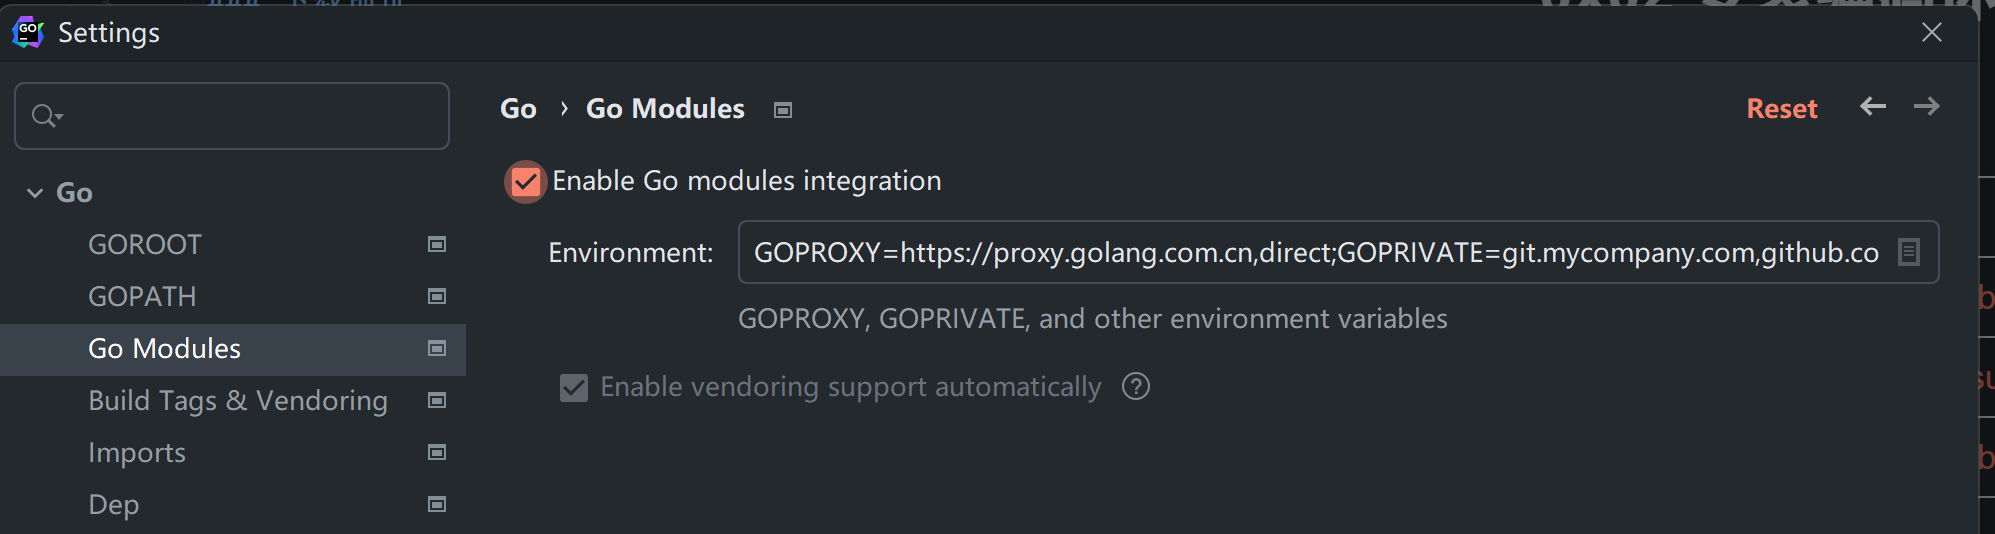 GO
Settings
Go
GOROOT
GOPATH
Go Modules
Build Tags & Vendoring
Imports
Dep
Go › Go Modules
Reset
Enable Go modules integration
Environment: GOPROXY=https://proxy.golang.com.cn,direct;GOPRIVATE=git.mycompany.com,github.co
GOPROXY, GOPRIVATE, and other environment variables
Enable vendoring support automatically ?